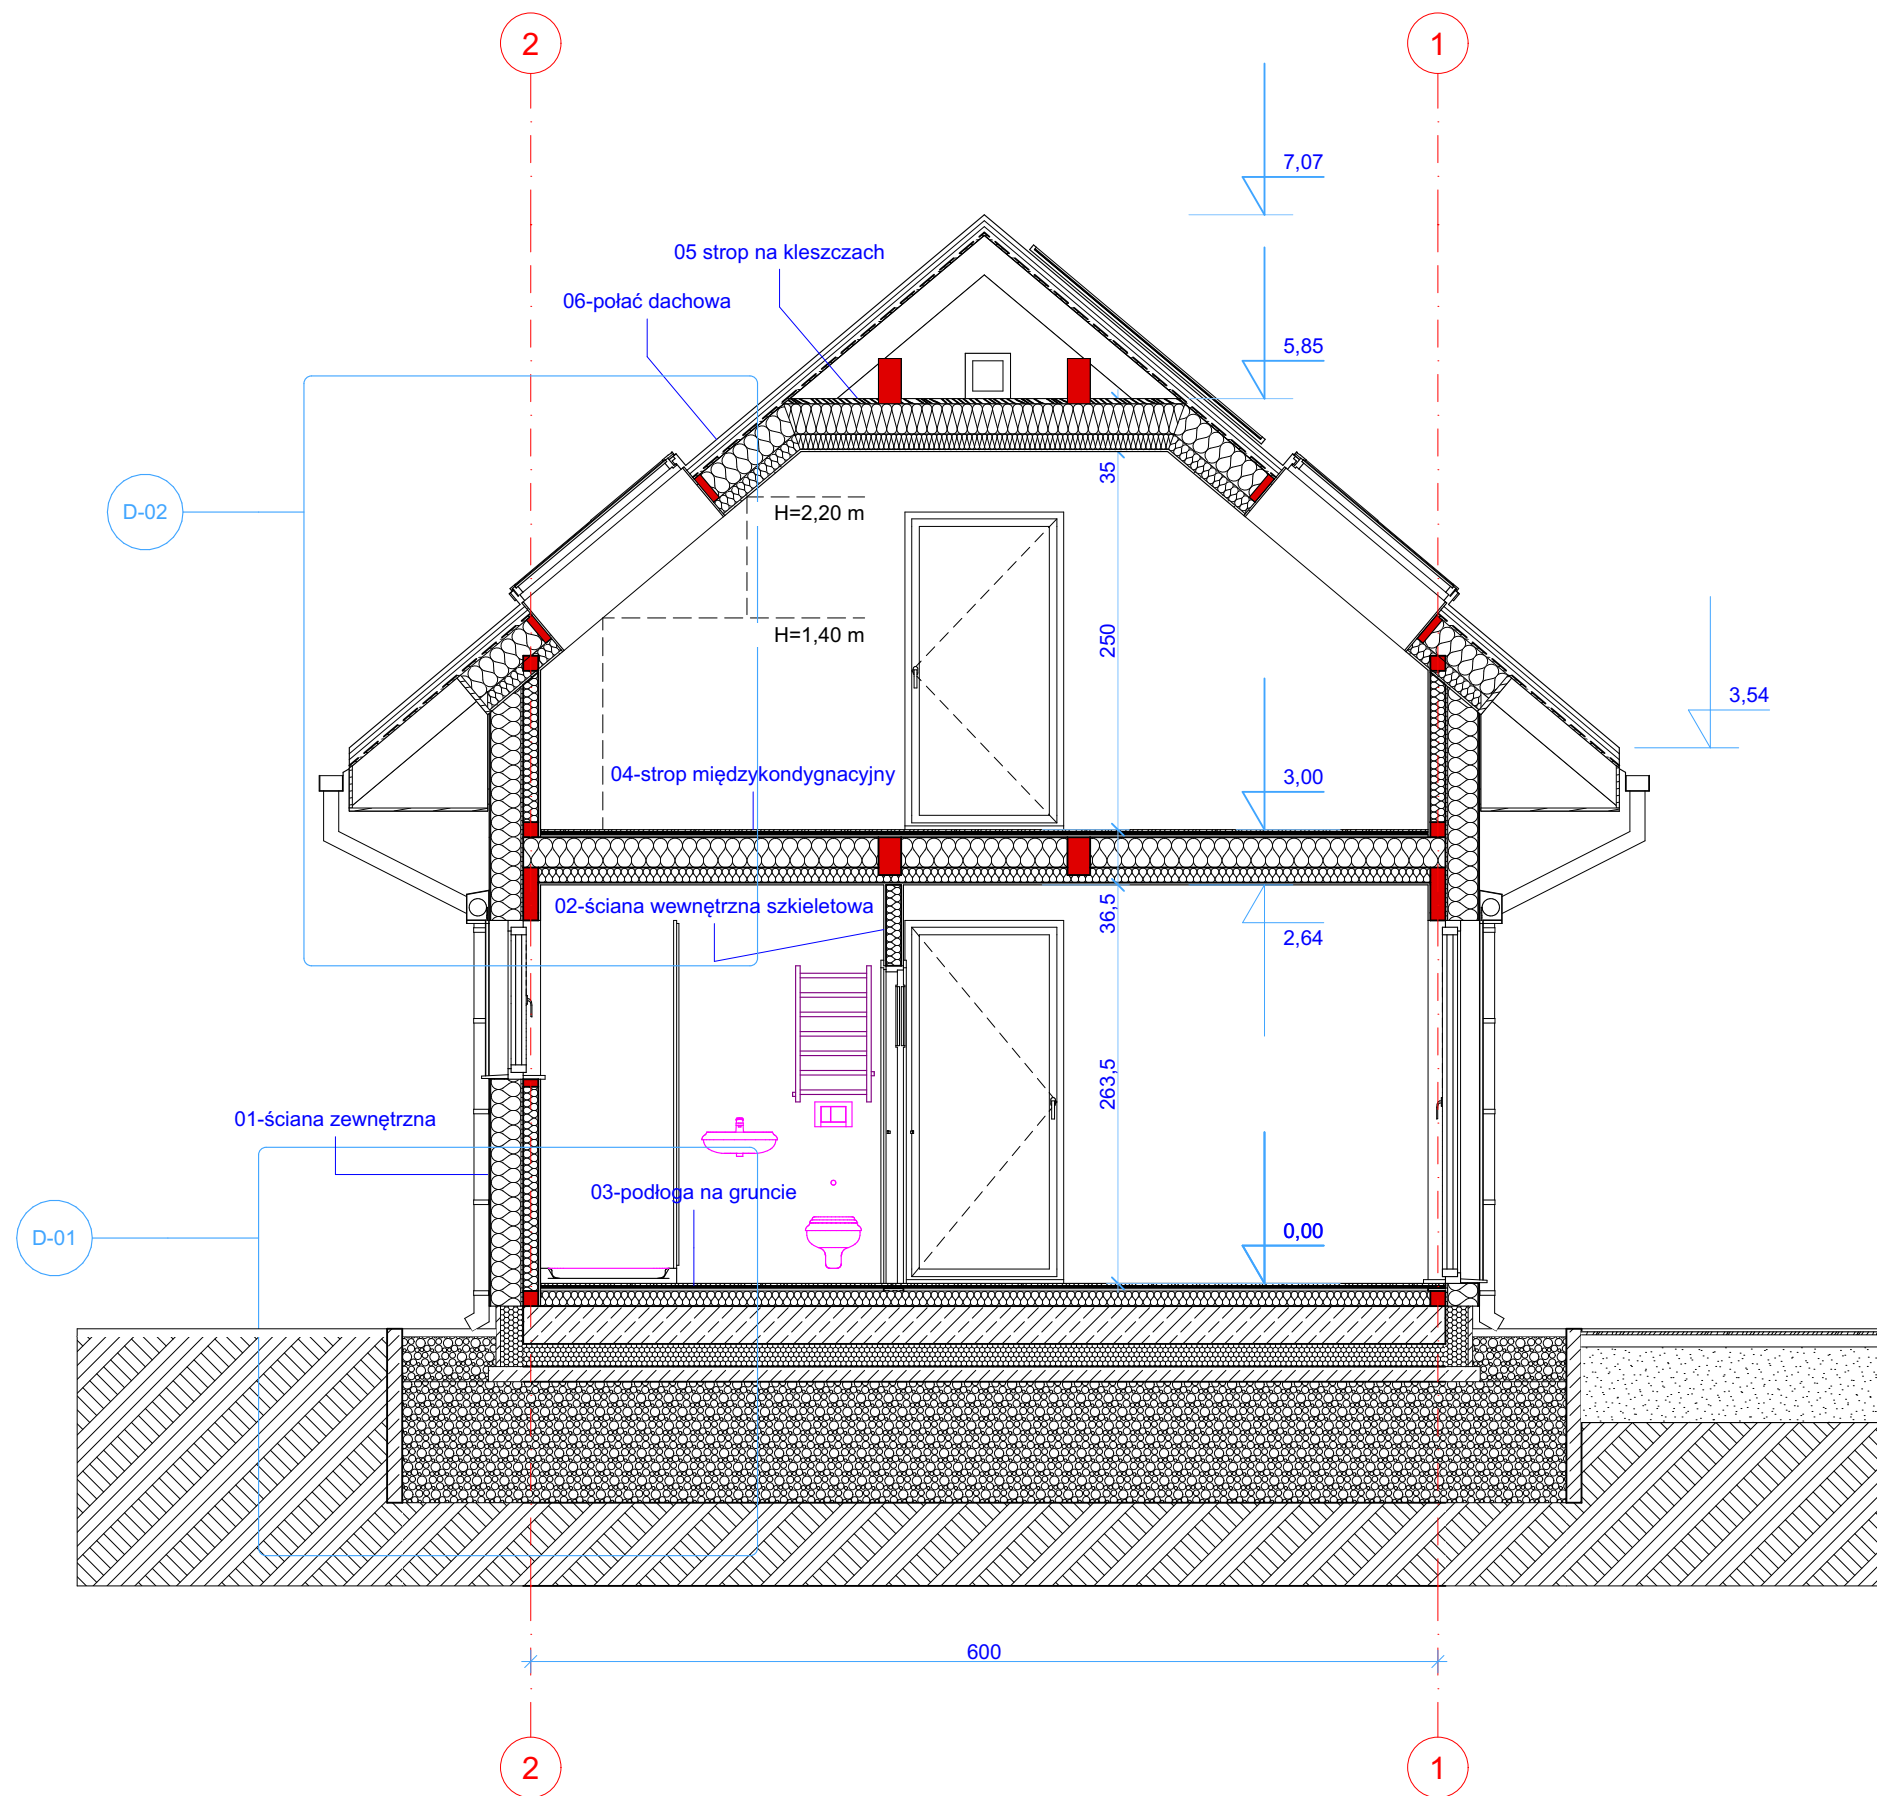 2
1
7,07
05 strop na kleszczach
06-połać dachowa
5,85
35
D-02
H=2,20 m
H=1,40 m
250
3,54
04-strop międzykondygnacyjny
3,00
02-ściana wewnętrzna szkieletowa
36,5
2,64
263,5
01-ściana zewnętrzna
03-podłoga na gruncie
0,00
D-01
600
2
1